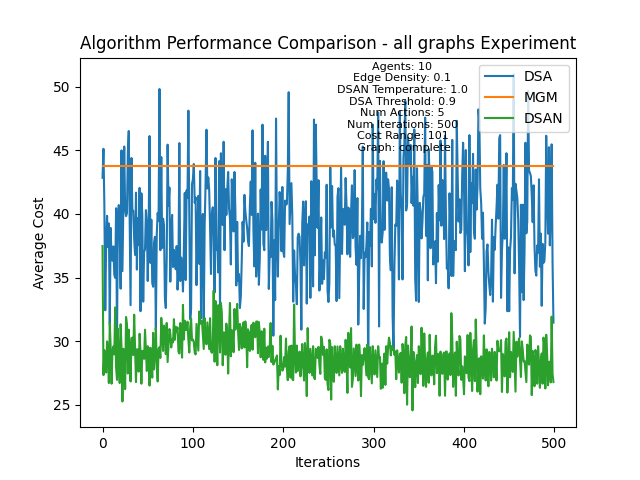 Algorithm Performance Comparison - all graphs Experiment
Agents: 10
Edge Density: 0.1
DSAN Temperature: 1.0
DSA Threshold: 0.9
Num Actions: 5
Num Iterations: 500
Cost Range: 101
Graph: complete
DSA
MGM
DSAN
Average Cost
50
45
40
35
30
25
0
100
200
300
400
500
Iterations